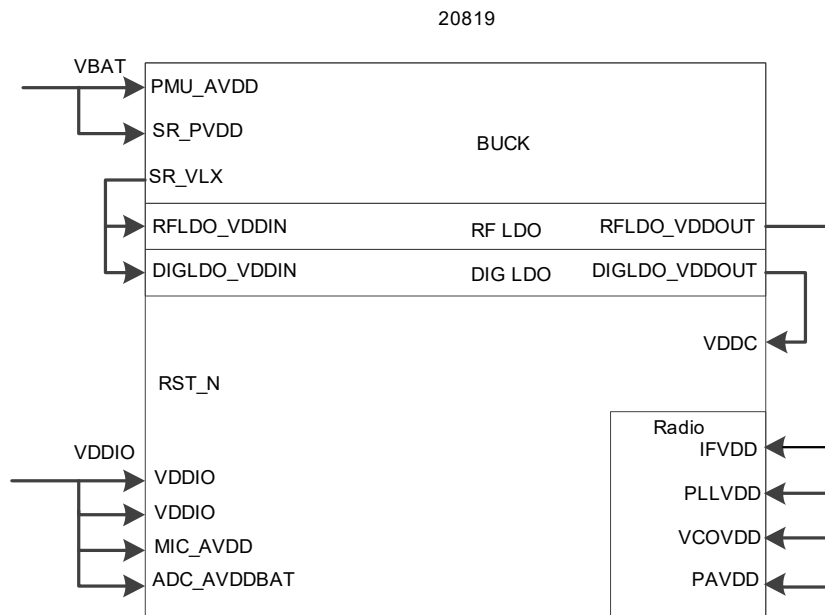 20819
VBAT
PMU_AVDD
SR_PVDD
BUCK
SR_VLX
RFLDO_VDDIN RF LDO RFLDO_VDDOUT
DIGLDO_VDDIN DIG LDO DIGLDO_VDDOUT
VDDC
RST_N
Radio
VDDIO IFVDD
VDDIO PLLVDD
VDDIO
VCOVDD
MIC_AVDD
ADC_AVDDBAT PAVDD